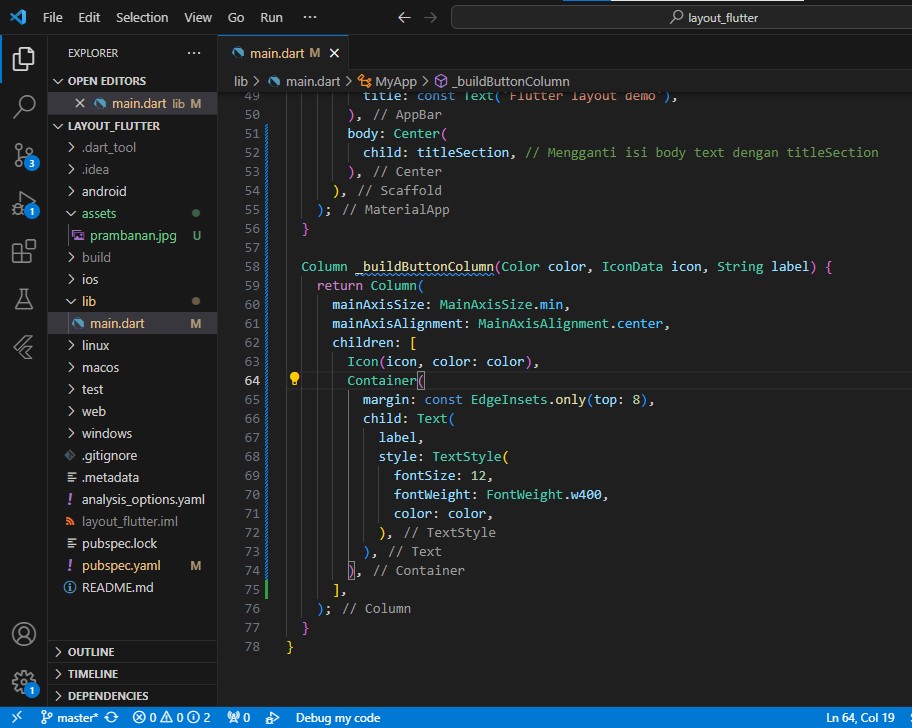 File Edit Selection View Go Run ···
layout_flutter
EXPLORER ···
OPEN EDITORS
main.dart lib M
LAYOUT_FLUTTER
.dart_tool
.idea
android
assets
prambanan.jpg U
build
ios
lib
main.dart M
linux
macos
test
web
windows
.gitignore
.metadata
! analysis_options.yaml
layout_flutter.iml
pubspec.lock
! pubspec.yaml M
README.md
OUTLINE
TIMELINE
DEPENDENCIES
3
1
1
main.dart M
lib > main.dart > MyApp > _buildButtonColumn
49 title: const Text('Flutter layout demo'),
50 ), // AppBar
51 body: Center(
52 child: titleSection, // Mengganti isi body text dengan titleSection
53 ), // Center
54 ), // Scaffold
55 ); // MaterialApp
56 }
57
58 Column _buildButtonColumn(Color color, IconData icon, String label) {
59 return Column(
60 mainAxisSize: MainAxisSize.min,
61 mainAxisAlignment: MainAxisAlignment.center,
62 children: [
63 Icon(icon, color: color),
64 Container(
65 margin: const EdgeInsets.only(top: 8),
66 child: Text(
67 label,
68 style: TextStyle(
69 fontSize: 12,
70 fontWeight: FontWeight.w400,
71 color: color,
72 ), // TextStyle
73 ), // Text
74 ), // Container
75 ],
76 ); // Column
77 }
78 }
master* 0 0 2 0 Debug my code Ln 64, Col 19